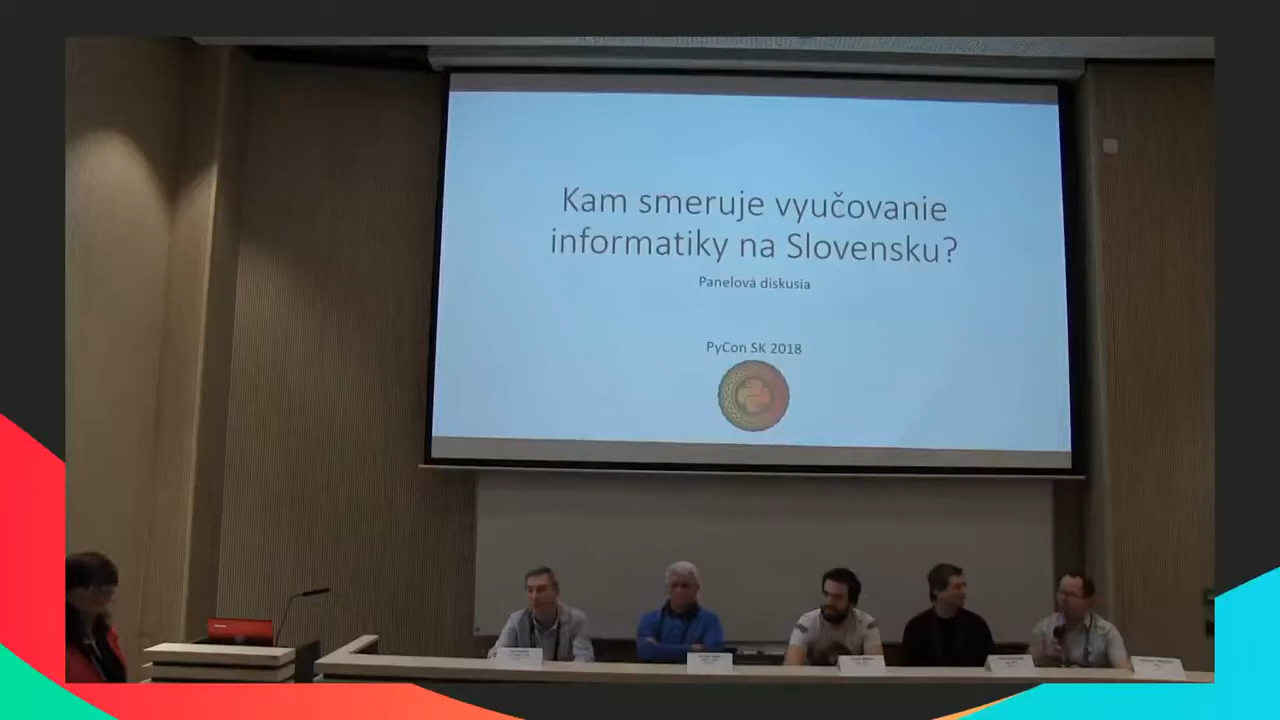 Kam smeruje vyučovanie
informatiky na Slovensku?
Panelová diskusia
PyCon SK 2018